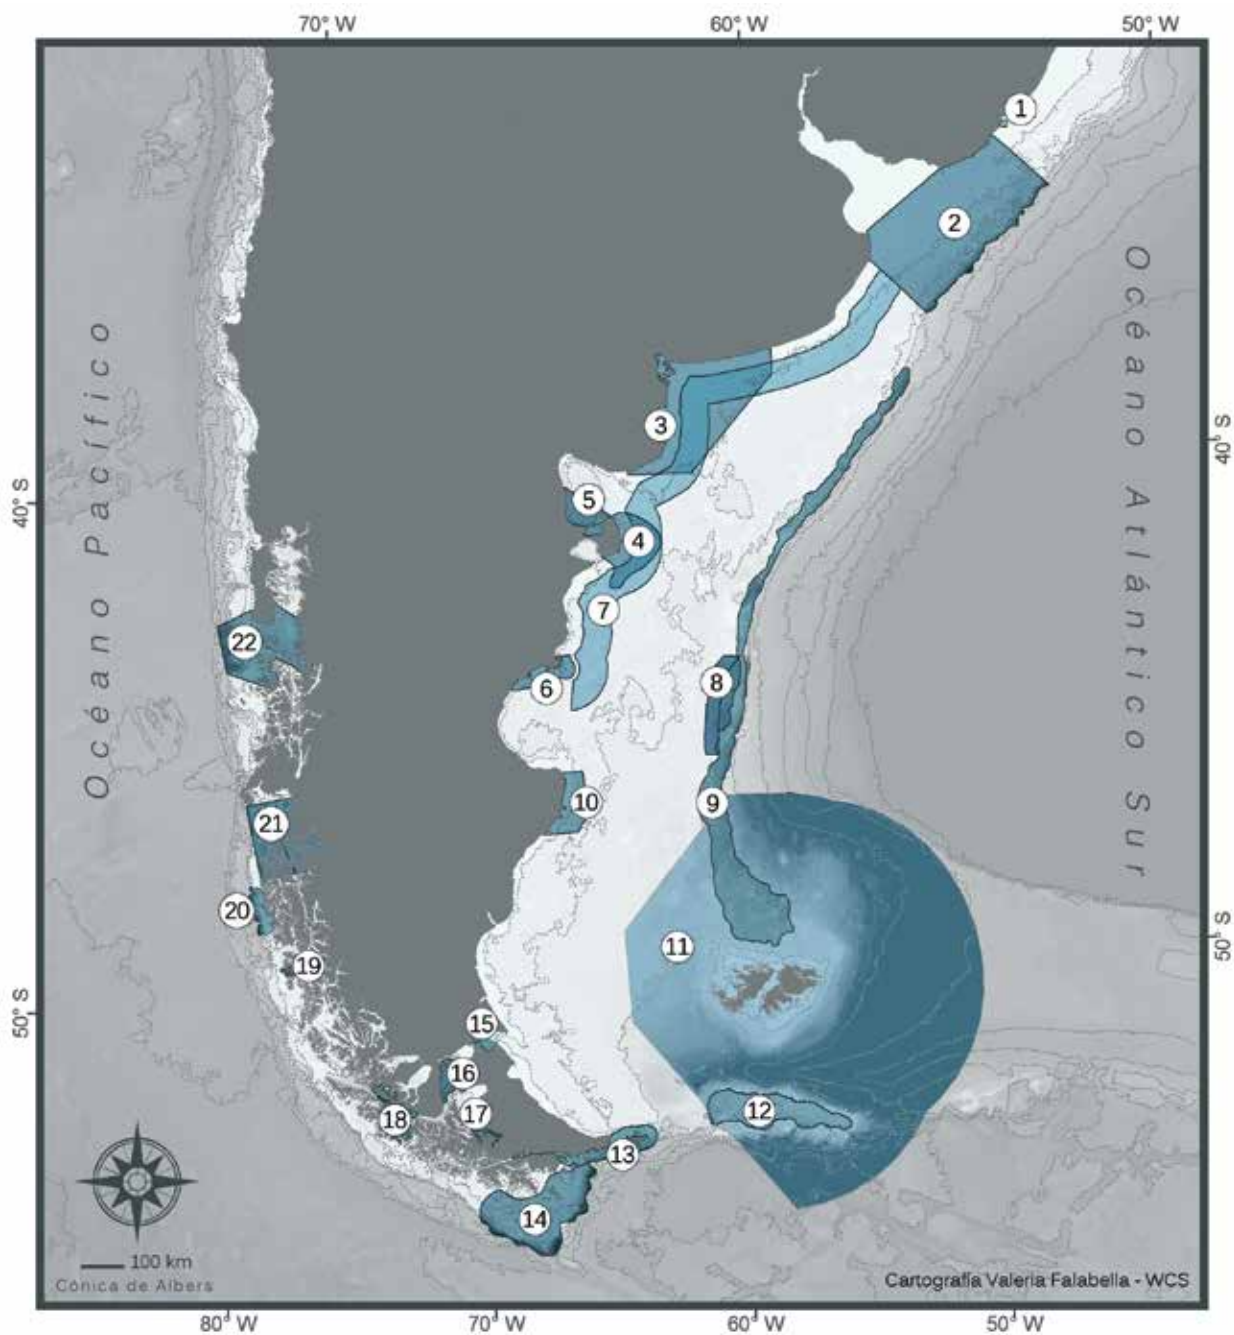 70° W
60° W
50° W
1
2
Océano Pacífico
Océano Atlántico Sur
3
40° S
40° S
5
4
7
22
8
6
10
9
21
20
11
50° S
19
50° S
15
16
17
18
12
13
14
100 km
Cónica de Albers
Cartografía Valeria Falabella - WCS
80° W
70° W
60° W
50° W